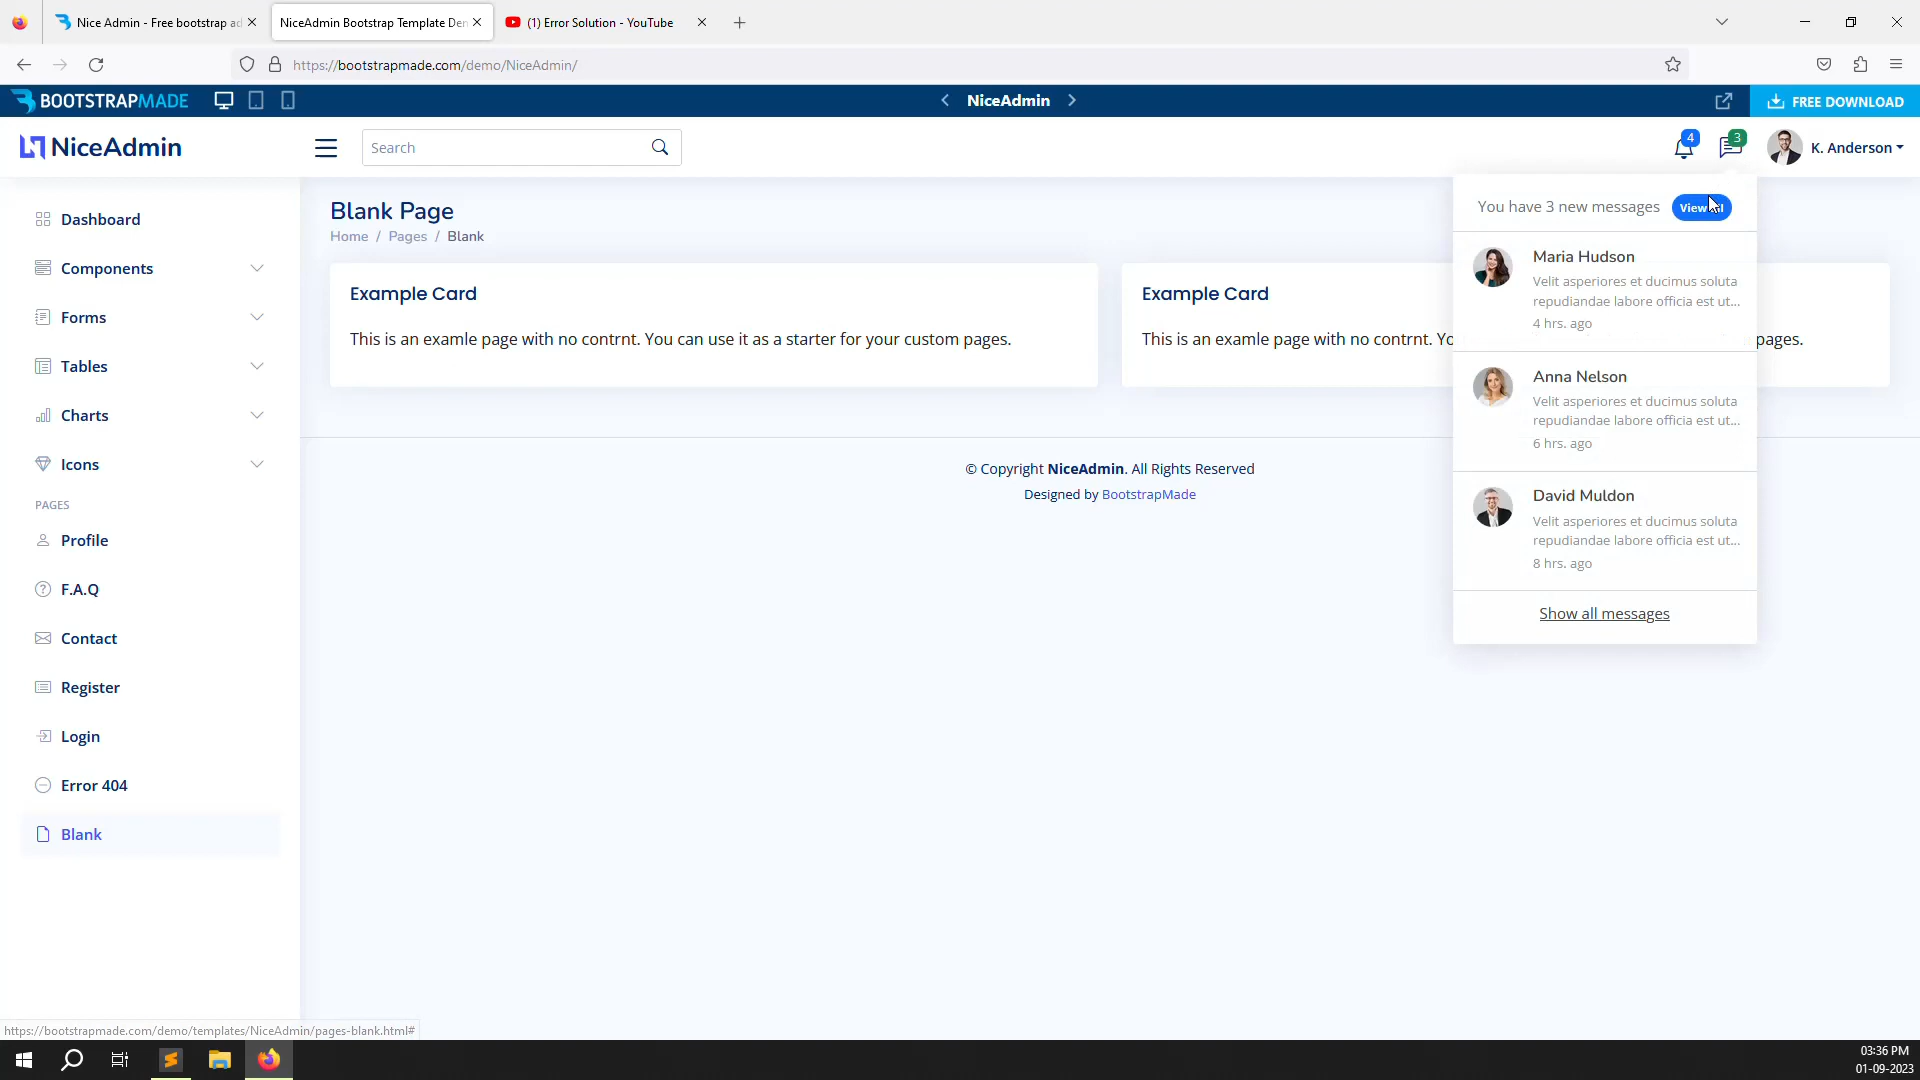 Nice Admin - Free bootstrap ad
NiceAdmin Bootstrap Template Den
(1) Error Solution - YouTube
https://bootstrapmade.com/demo/NiceAdmin/
BOOTSTRAPMADE
NiceAdmin
FREE DOWNLOAD
NiceAdmin
Search
4
3
K. Anderson
Dashboard
Components
Forms
Tables
Charts
Icons
PAGES
Profile
F.A.Q
Contact
Register
Login
Error 404
Blank
Blank Page
Home / Pages / Blank
Example Card
This is an examle page with no contrnt. You can use it as a starter for your custom pages.
Example Card
This is an examle page with no contrnt. Yo
pages.
You have 3 new messages
View
Maria Hudson
Velit asperiores et ducimus soluta
repudiandae labore officia est ut...
4 hrs. ago
Anna Nelson
Velit asperiores et ducimus soluta
repudiandae labore officia est ut...
6 hrs. ago
David Muldon
Velit asperiores et ducimus soluta
repudiandae labore officia est ut...
8 hrs. ago
Show all messages
© Copyright NiceAdmin. All Rights Reserved
Designed by BootstrapMade
https://bootstrapmade.com/demo/templates/NiceAdmin/pages-blank.html#
03:36 PM
01-09-2023